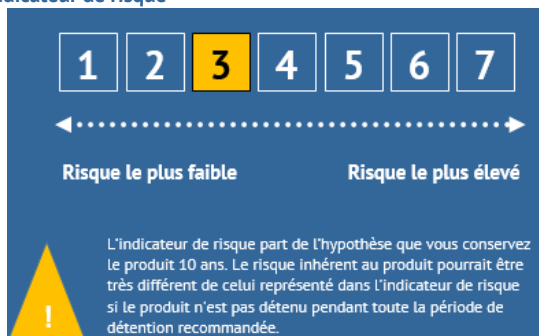 Indicateur de risque
1 2 3 4 5 6 7
Risque le plus faible Risque le plus élevé
L'indicateur de risque part de l'hypothèse que vous conservez
le produit 10 ans. Le risque inhérent au produit pourrait être
très différent de celui représenté dans l'indicateur de risque
si le produit n'est pas détenu pendant toute la période de
détention recommandée.
!